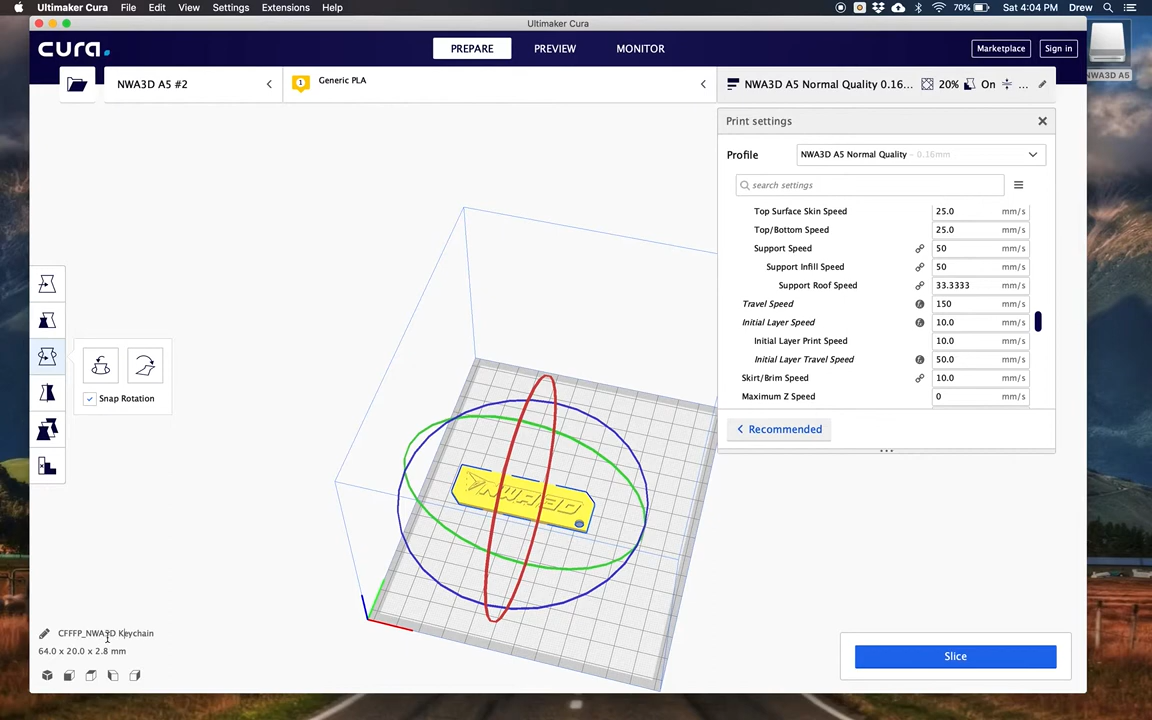 Ultimaker Cura File Edit View Settings Extensions Help 70% Sat 4:04 PM Drew
Ultimaker Cura
cura. PREPARE PREVIEW MONITOR Marketplace Sign in
NWA3D A5
NWA3D A5 #2 1 Generic PLA NWA3D A5 Normal Quality 0.16... 20% On ...
Print settings
Profile NWA3D A5 Normal Quality - 0.16mm
search settings
Top Surface Skin Speed 25.0 mm/s
Top/Bottom Speed 25.0 mm/s
Support Speed 50 mm/s
Support Infill Speed 50 mm/s
Support Roof Speed 33.3333 mm/s
Travel Speed 150 mm/s
Initial Layer Speed 10.0 mm/s
Initial Layer Print Speed 10.0 mm/s
Initial Layer Travel Speed 50.0 mm/s
Skirt/Brim Speed 10.0 mm/s
Maximum Z Speed 0 mm/s
Recommended
Snap Rotation
NWA3D
CFFFP_NWA3D Keychain
64.0 x 20.0 x 2.8 mm
Slice